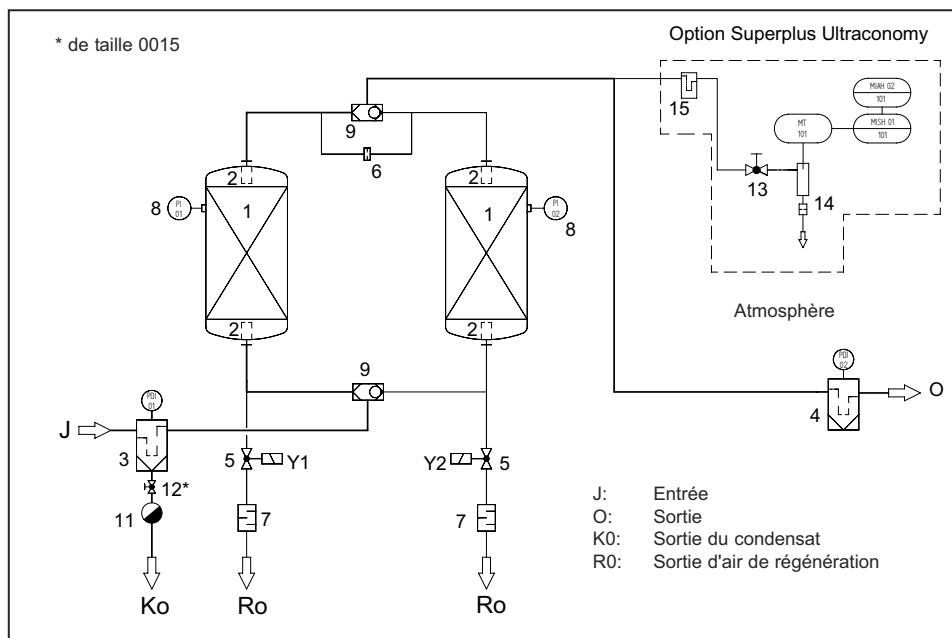 * de taille 0015
Option Superplus Ultraconomy
MIAH 02
101
MT
101
MISH 01
101
15
13
14
Atmosphère
9
6
2
2
1
1
8
PI
01
PI
02
8
2
2
9
PDI
01
PDI
02
J
3
5
Y1
Y2
5
4
O
12*
11
7
7
Ko
Ro
Ro
J: Entrée
O: Sortie
K0: Sortie du condensat
R0: Sortie d'air de régénération